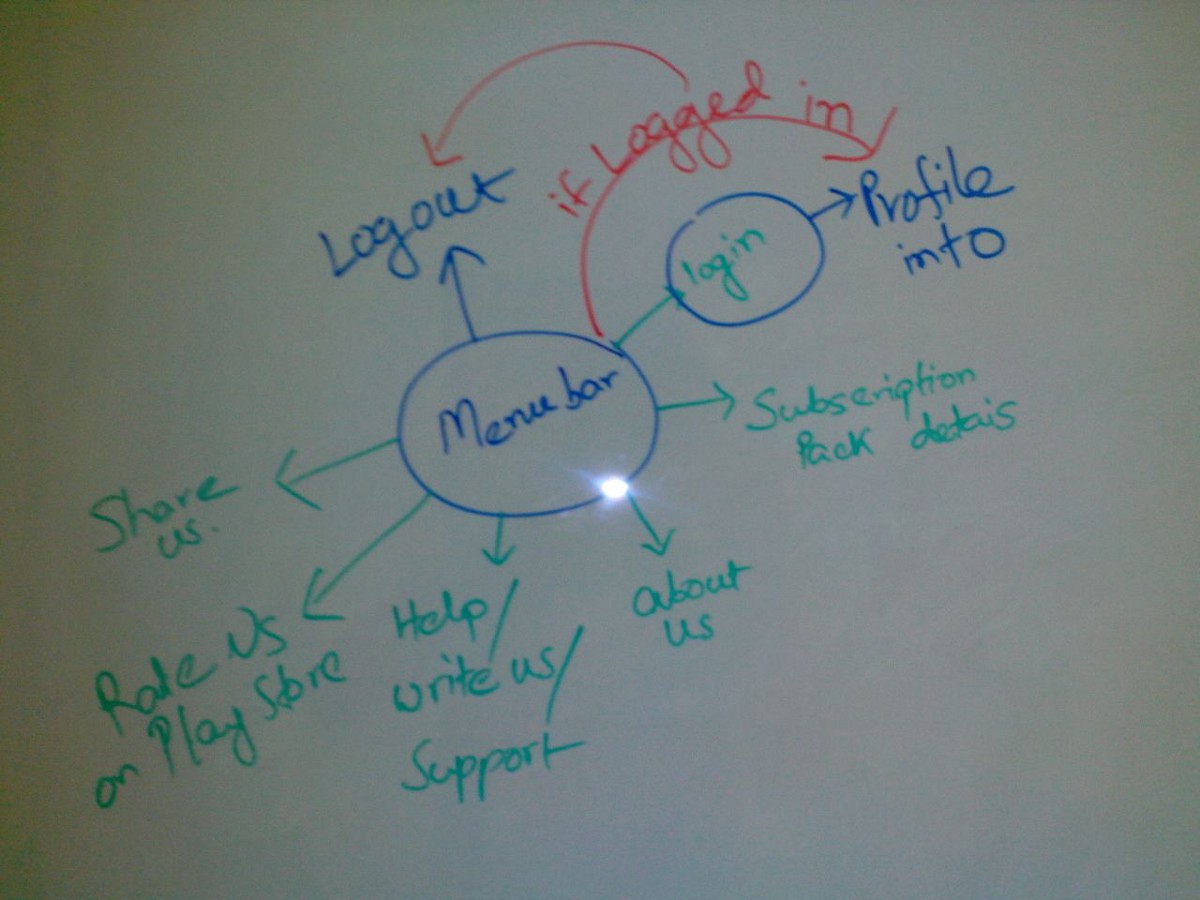 if Logged in
Logout
login
Profile
into
Menubar
Subscription
Pack detais
Share
us.
Rate Us
on Play Store
Help/
write us/
Support
about
us